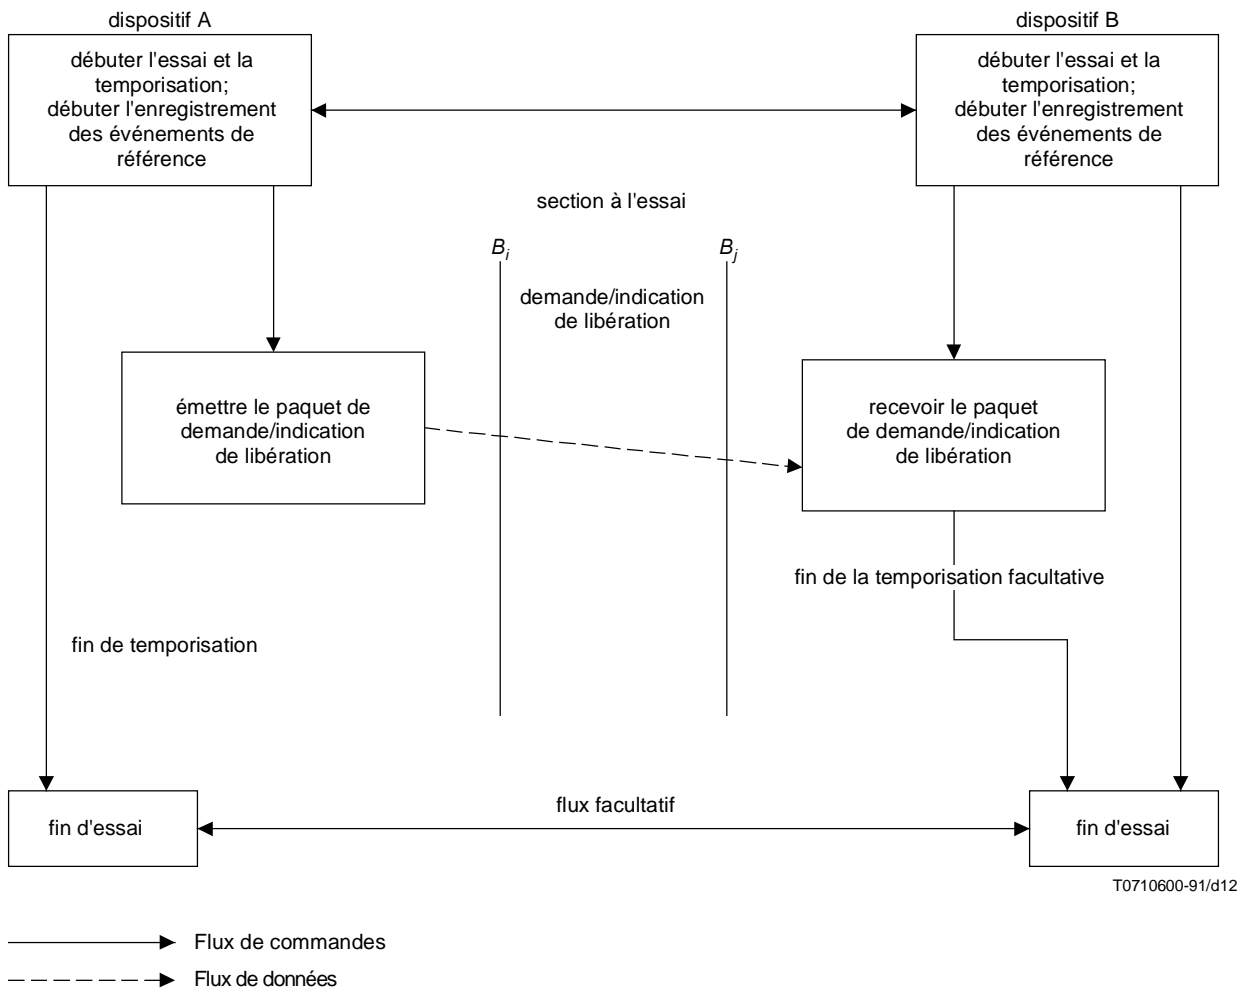 dispositif A
dispositif B
débuter l'essai et la
temporisation;
débuter l'enregistrement
des événements de
référence
débuter l'essai et la
temporisation;
débuter l'enregistrement
des événements de
référence
section à l'essai
Bi
Bj
demande/indication
de libération
émettre le paquet de
demande/indication
de libération
recevoir le paquet
de demande/indication
de libération
fin de la temporisation facultative
fin de temporisation
flux facultatif
fin d'essai
fin d'essai
T0710600-91/d12
Flux de commandes
Flux de données